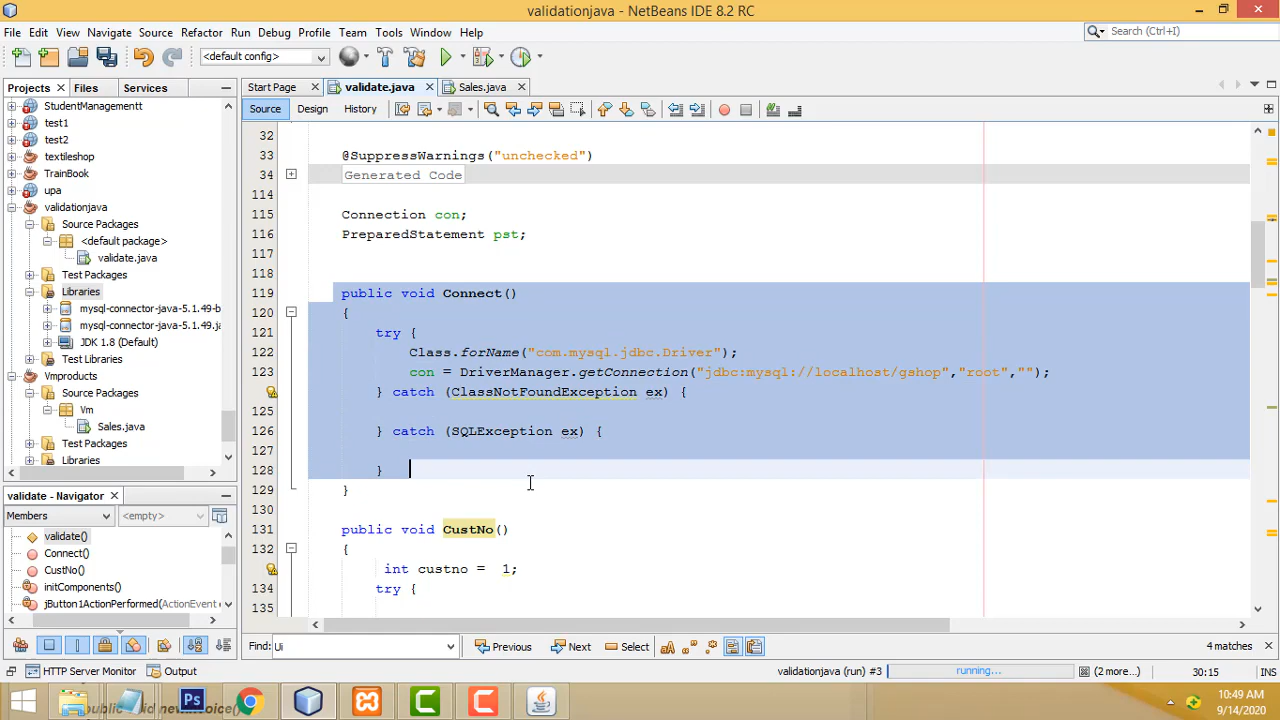 validationjava - NetBeans IDE 8.2 RC
File Edit View Navigate Source Refactor Run Debug Profile Team Tools Window Help
Search (Ctrl+I)
<default config>
Projects Files Services
Start Page validate.java Sales.java
Source Design History
StudentManagementt
test1
test2
textileshop
TrainBook
upa
validationjava
Source Packages
<default package>
validate.java
Test Packages
Libraries
mysql-connector-java-5.1.49-b
mysql-connector-java-5.1.49.ja
JDK 1.8 (Default)
Test Libraries
Vmproducts
Vm
Sales.java
Test Packages
Libraries
validate - Navigator
Members <empty>
validate()
Connect()
CustNo()
initComponents()
jButton1ActionPerformed(ActionEvent
32
33 @SuppressWarnings("unchecked")
34 Generated Code
114
115 Connection con;
116 PreparedStatement pst;
117
118
119 public void Connect()
120 {
121 try {
122 Class.forName("com.mysql.jdbc.Driver");
123 con = DriverManager.getConnection("jdbc:mysql://localhost/gshop","root","");
} catch (ClassNotFoundException ex) {
125
126 } catch (SQLException ex) {
127
128 }
129 }
130
131 public void CustNo()
132 {
int custno = 1;
134 try {
135
Find: Ui Previous Next Select 4 matches
HTTP Server Monitor Output validationjava (run) #3 running... (2 more...) 30:15 INS
Ps
10:49 AM
9/14/2020